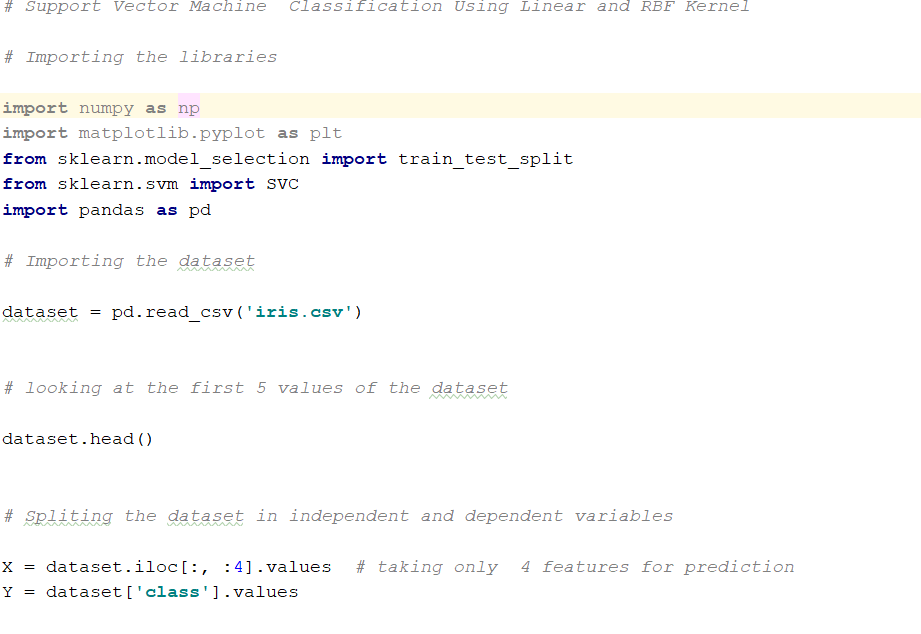 # Support Vector Machine  Classification Using Linear and RBF Kernel
# Importing the libraries
import numpy as np
import matplotlib.pyplot as plt
from sklearn.model_selection import train_test_split
from sklearn.svm import SVC
import pandas as pd
# Importing the dataset
dataset = pd.read_csv('iris.csv')
# looking at the first 5 values of the dataset
dataset.head()
# Spliting the dataset in independent and dependent variables
X = dataset.iloc[:, :4].values  # taking only  4 features for prediction
Y = dataset['class'].values